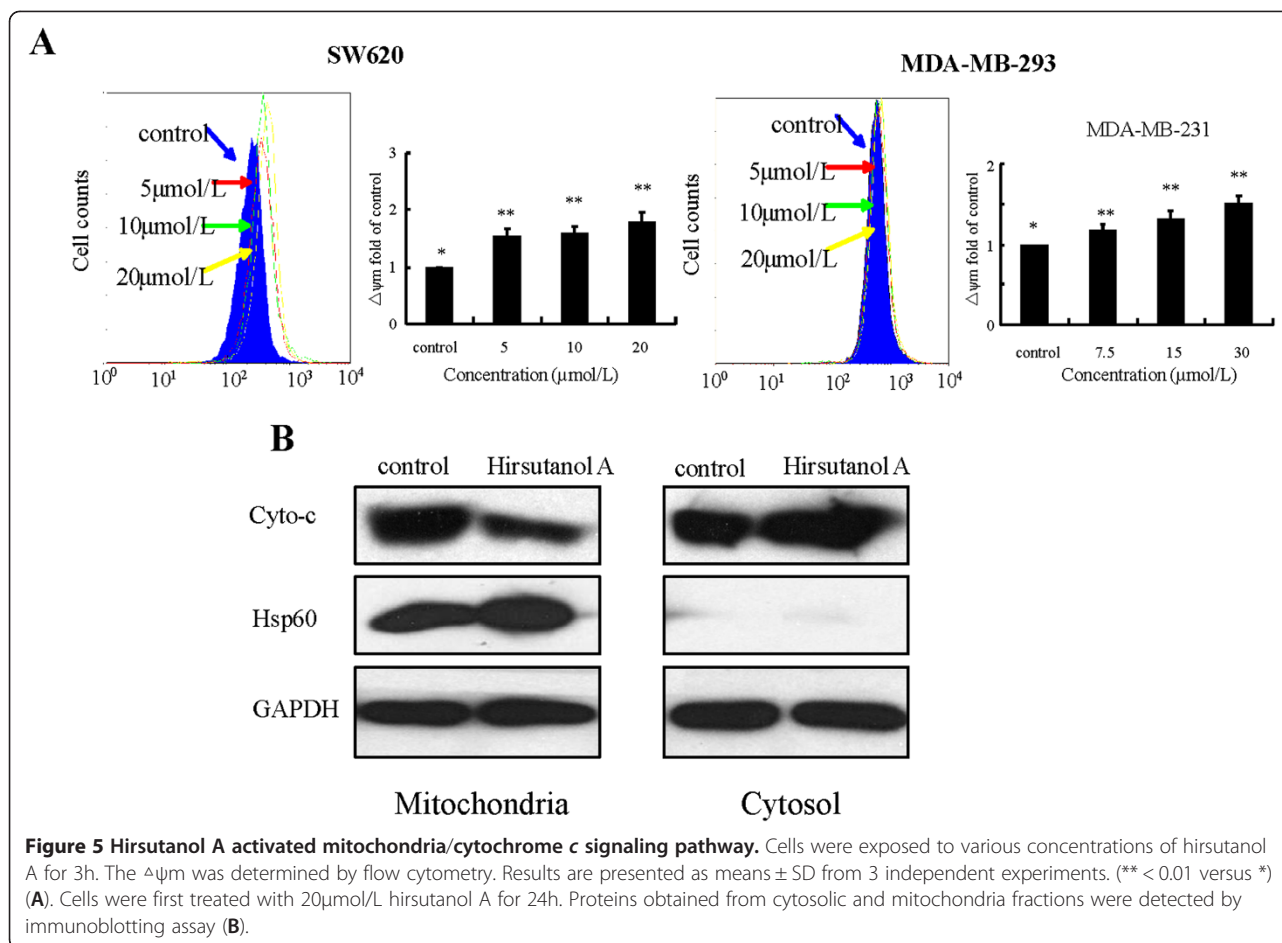 A
SW620
MDA-MB-293
control
5µmol/L
10µmol/L
20µmol/L
Cell counts
10⁰ 10² 10² 10³ 10⁴
△ψm fold of control
3
2
1
0
*
**
**
**
control 5 10 20
Concentration (µmol/L)
control
5µmol/L
10µmol/L
20µmol/L
Cell counts
10⁰ 10² 10² 10³ 10⁴
MDA-MB-231
△ψm fold of control
2
1
0
*
**
**
**
control 7.5 15 30
Concentration (µmol/L)
B
control Hirsutanol A
control Hirsutanol A
Cyto-c
Hsp60
GAPDH
Mitochondria
Cytosol
Figure 5 Hirsutanol A activated mitochondria/cytochrome c signaling pathway. Cells were exposed to various concentrations of hirsutanol
A for 3h. The △ψm was determined by flow cytometry. Results are presented as means ± SD from 3 independent experiments. (** < 0.01 versus *)
(A). Cells were first treated with 20µmol/L hirsutanol A for 24h. Proteins obtained from cytosolic and mitochondria fractions were detected by
immunoblotting assay (B).